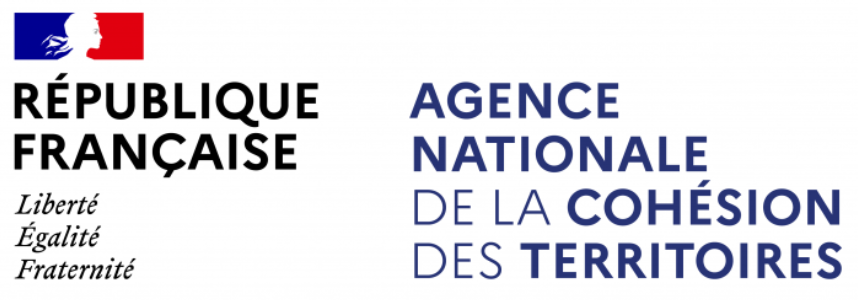 RÉPUBLIQUE
FRANÇAISE
Liberté
Égalité
Fraternité
AGENCE
NATIONALE
DE LA COHÉSION
DES TERRITOIRES